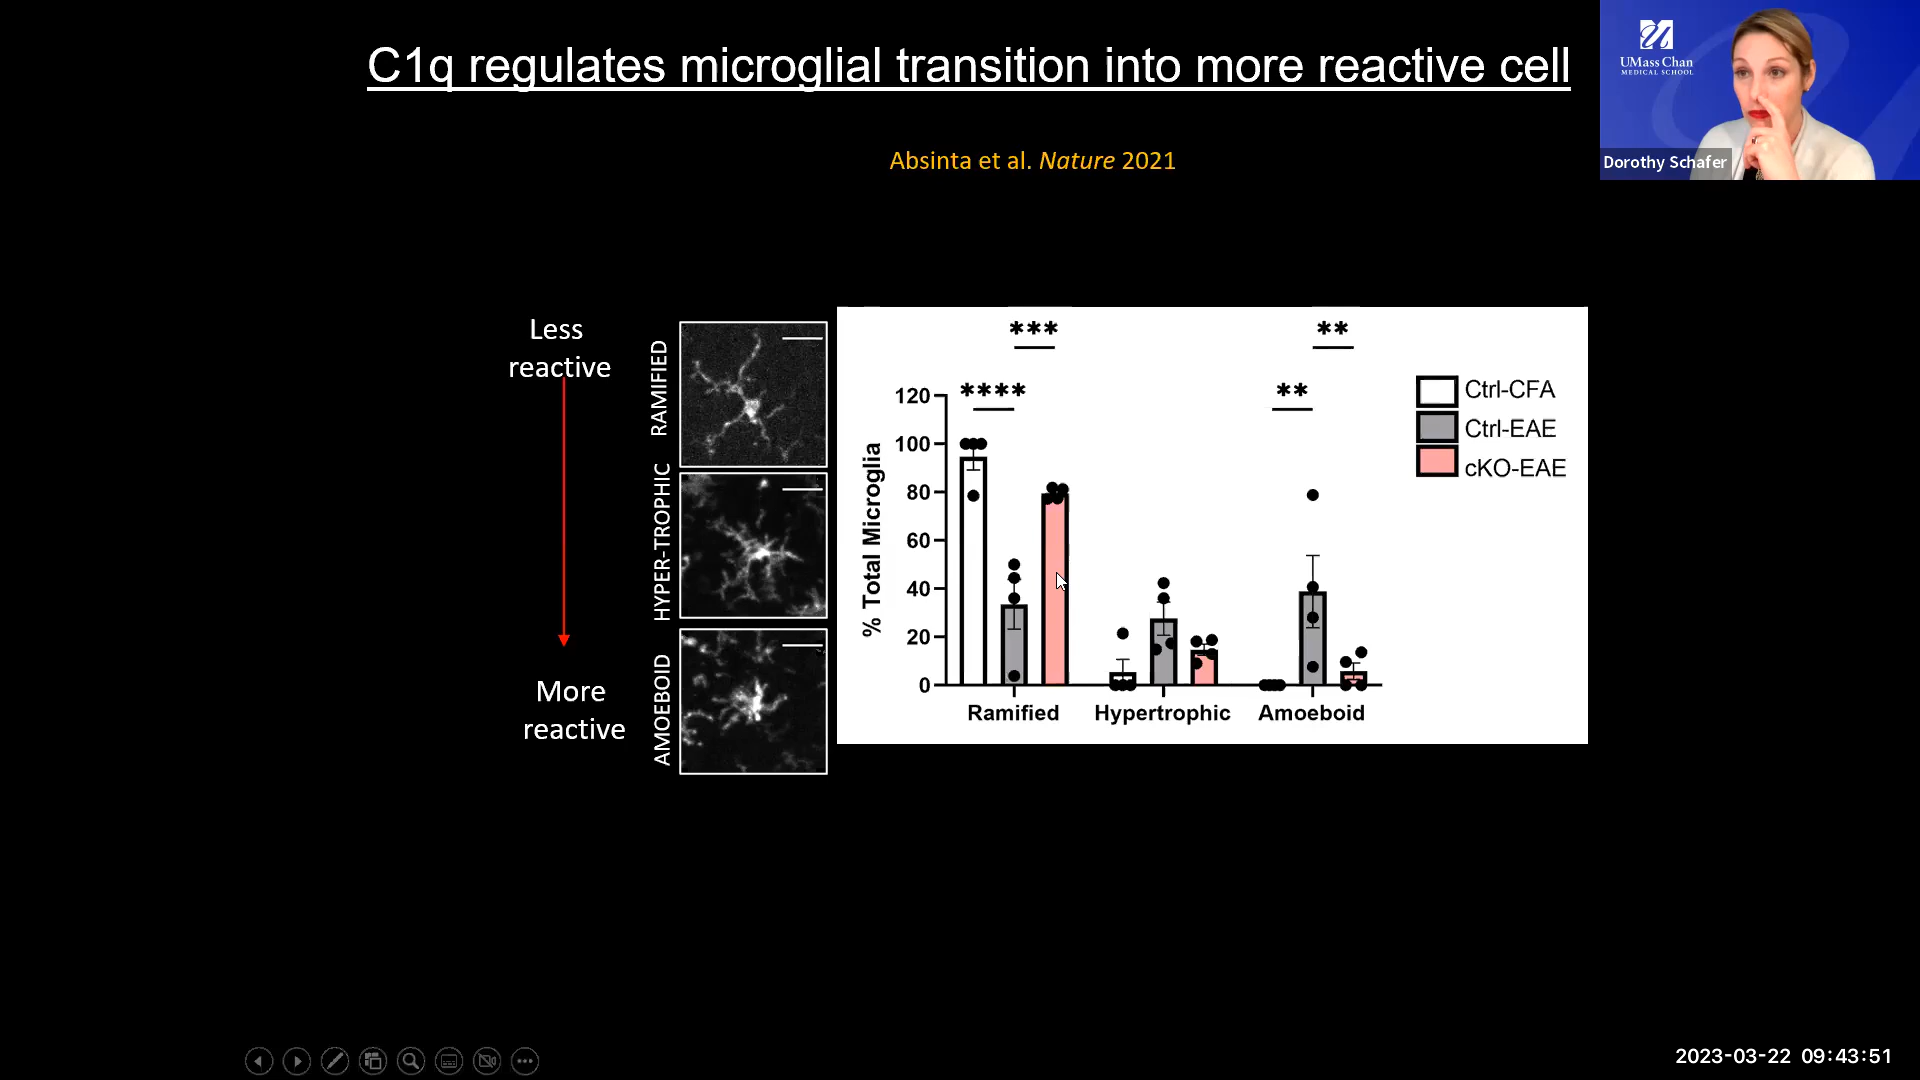 C1q regulates microglial transition into more reactive cell
UMass Chan
MEDICAL SCHOOL
Dorothy Schafer
Absinta et al. Nature 2021
Less
reactive
More
reactive
RAMIFIED
HYPER-TROPHIC
AMOEBOID
*** **
**** **
% Total Microglia
120
100
80
60
40
20
0
Ramified Hypertrophic Amoeboid
Ctrl-CFA
Ctrl-EAE
cKO-EAE
2023-03-22 09:43:51